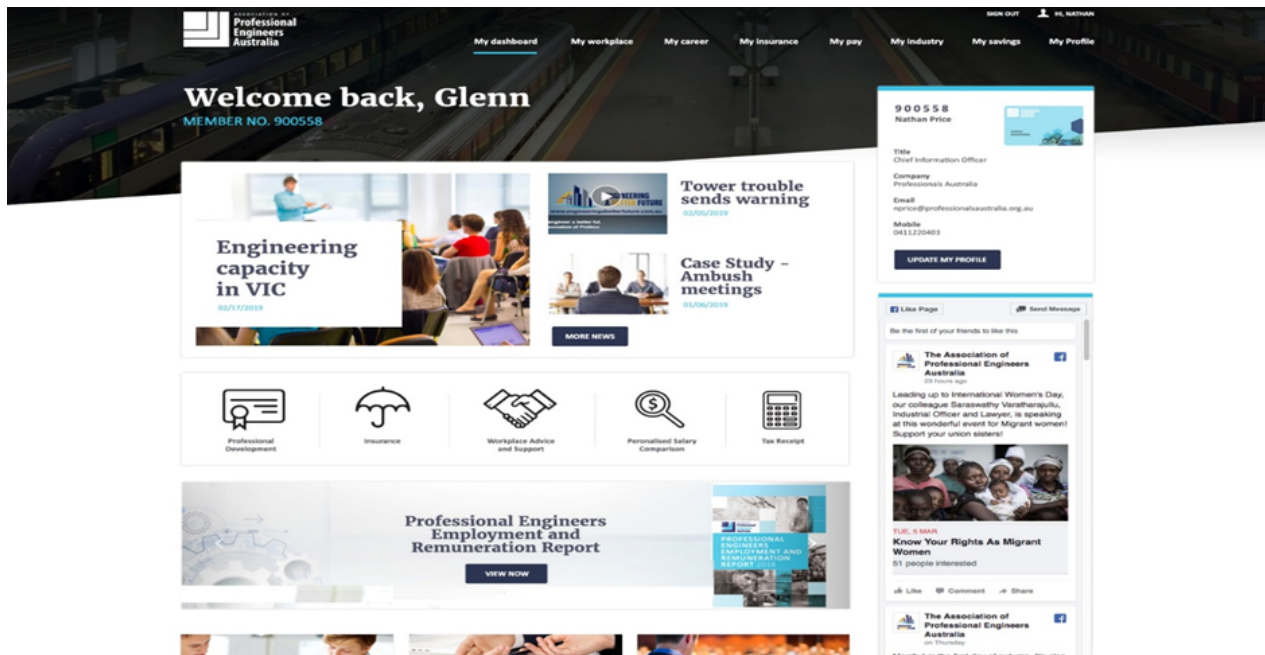 ASSOCIATION OF
Professional
Engineers
Australia
SIGN OUT
HI, NATHAN
My dashboard
My workplace
My career
My insurance
My pay
My industry
My savings
My Profile
Welcome back, Glenn
MEMBER NO. 900558
Engineering
capacity
in VIC
02/17/2019
NEERING
FUTURE
www.engineeringabetterfuture.com.au
Tower trouble
sends warning
02/05/2019
Case Study –
Ambush
meetings
01/06/2019
MORE NEWS
Professional
Development
Insurance
Workplace Advice
and Support
Peronalised Salary
Comparison
Tax Receipt
Professional Engineers
Employment and
Remuneration Report
VIEW NOW
PROFESSIONAL
ENGINEERS
EMPLOYMENT AND
REMUNERATION
REPORT
900558
Nathan Price
Title
Chief Information Officer
Company
Professionals Australia
Email
nprice@professionalsaustralia.org.au
Mobile
0411220403
UPDATE MY PROFILE
Like Page
Send Message
Be the first of your friends to like this
The Association of
Professional Engineers
Australia
hours ago
Leading up to International Women's Day,
our colleague Saraswathy Varatharajullu,
Industrial Officer and Lawyer, is speaking
at this wonderful event for Migrant women!
Support your union sisters!
TUE, 5 MAR
Know Your Rights As Migrant
Women
51 people interested
Like
Comment
Share
The Association of
Professional Engineers
Australia
on Thursday